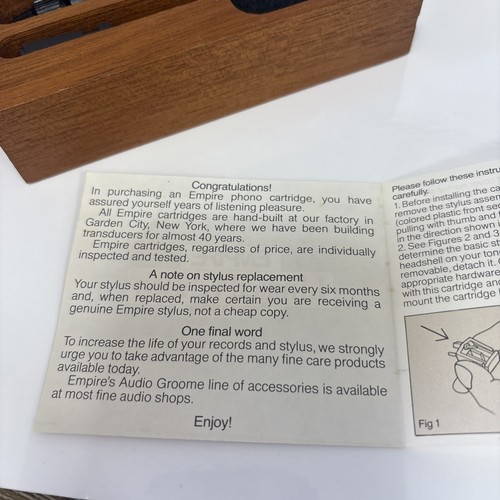 Congratulations!
In purchasing an Empire phono cartridge, you have
assured yourself years of listening pleasure.
All Empire cartridges are hand-built at our factory in
Garden City, New York, where we have been building
transducers for almost 40 years.
Empire cartridges, regardless of price, are individually
inspected and tested.
A note on stylus replacement
Your stylus should be inspected for wear every six months
and, when replaced, make certain you are receiving a
genuine Empire stylus, not a cheap copy.
One final word
To increase the life of your records and stylus, we strongly
urge you to take advantage of the many fine care products
available today.
Empire's Audio Groome line of accessories is available
at most fine audio shops.
Enjoy!
Please follow these instru
carefully.
1. Before installing the ca
remove the stylus assem
(colored plastic front sec
pulling with thumb and
in the direction shown i
2. See Figures 2 and 3
determine the basic st
headshell on your ton
removable, detach it.
appropriate hardware
with this cartridge and
mount the cartridge
Fig 1